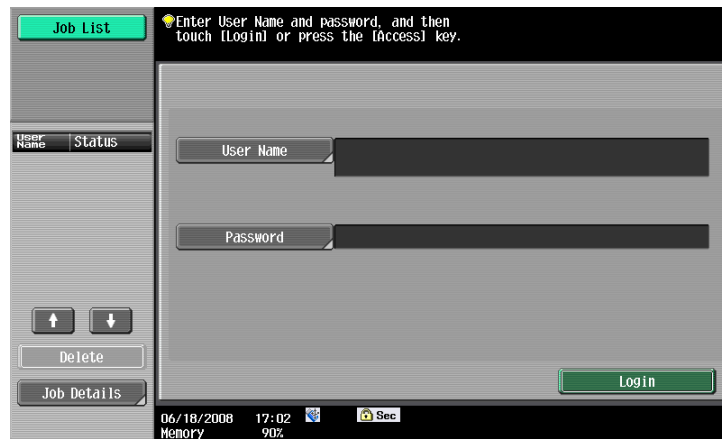 Job List
Enter User Name and password, and then
touch [Login] or press the [Access] key.
User Name
Status
User Name
Password
Delete
Job Details
Login
06/18/2008 17:02 Sec
Memory 90%